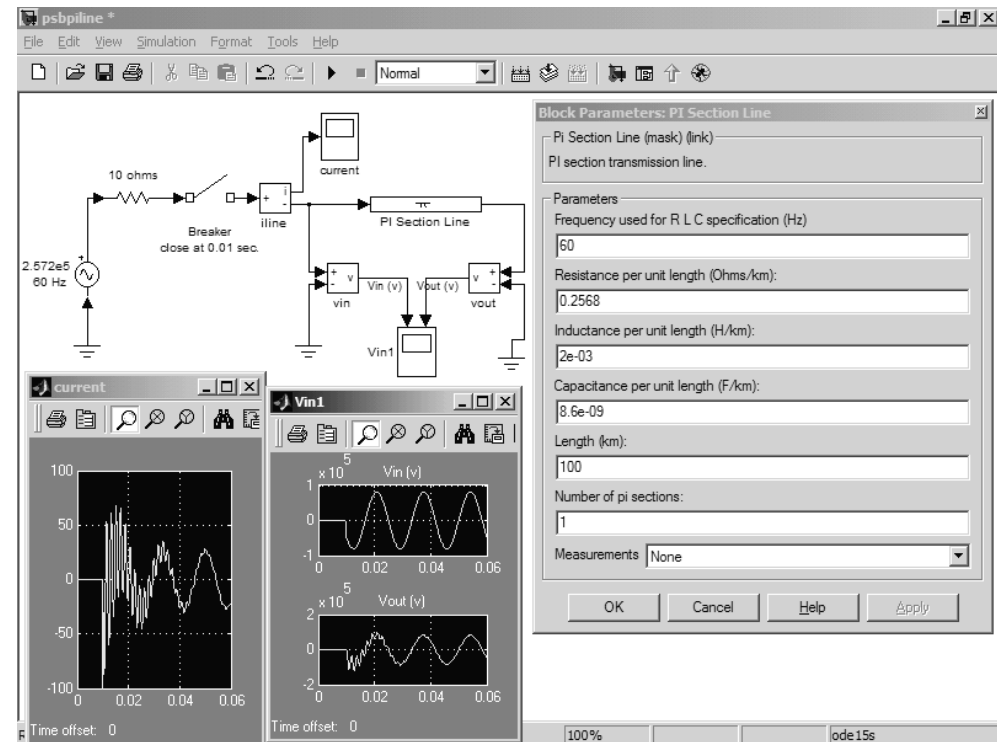 psbpiline *
File Edit View Simulation Format Tools Help
Normal
10 ohms
Breaker
close at 0.01 sec.
2.572e5
60 Hz
+ i -
iline
current
PI Section Line
+ v -
vin
Vin (v)
Vout (v)
v + -
vout
Vin1
Block Parameters: PI Section Line
Pi Section Line (mask) (link)
PI section transmission line.
Parameters
Frequency used for R L C specification (Hz)
60
Resistance per unit length (Ohms/km):
0.2568
Inductance per unit length (H/km):
2e-03
Capacitance per unit length (F/km):
8.6e-09
Length (km):
100
Number of pi sections:
1
Measurements None
OK Cancel Help Apply
current
100
50
0
-50
-100
0 0.02 0.04 0.06
Time offset: 0
Vin1
x 10^5 Vin (v)
1
0
-1
0 0.02 0.04 0.06
x 10^5 Vout (v)
2
0
-2
0 0.02 0.04 0.06
Time offset: 0
100%
ode15s